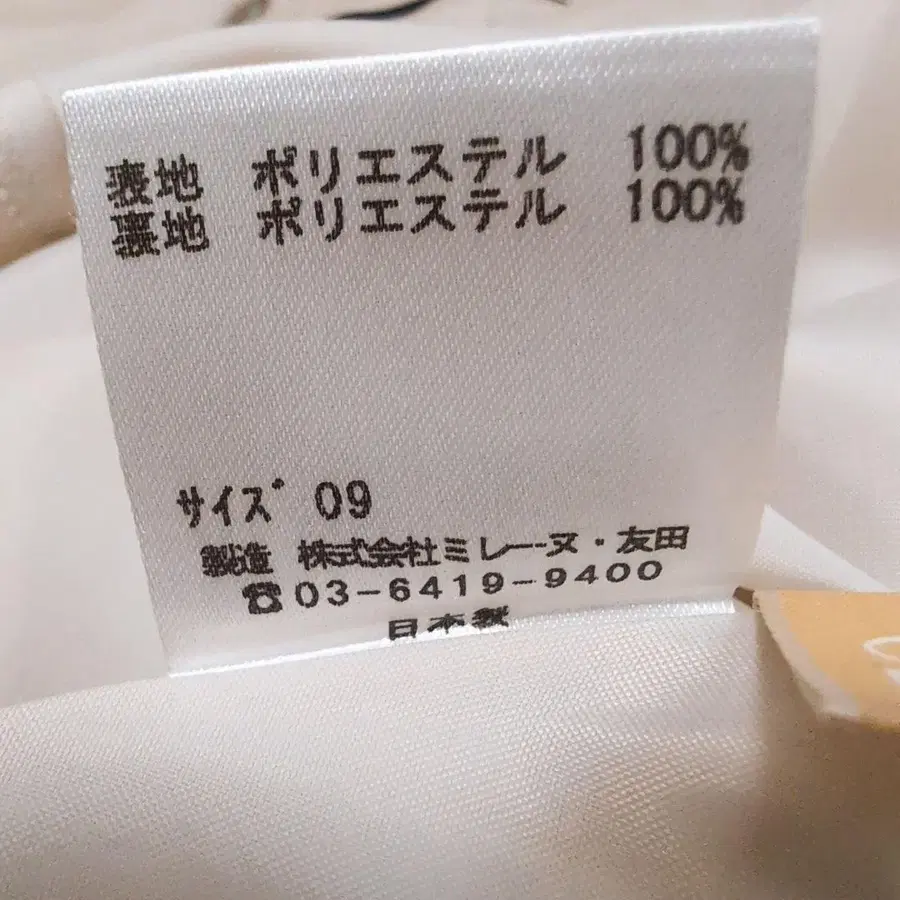 表地 ポリエステル 100%
裏地 ポリエステル 100%
サイズ 09
製造 株式会社ミレーヌ・友田
☎03-6419-9400
日本製